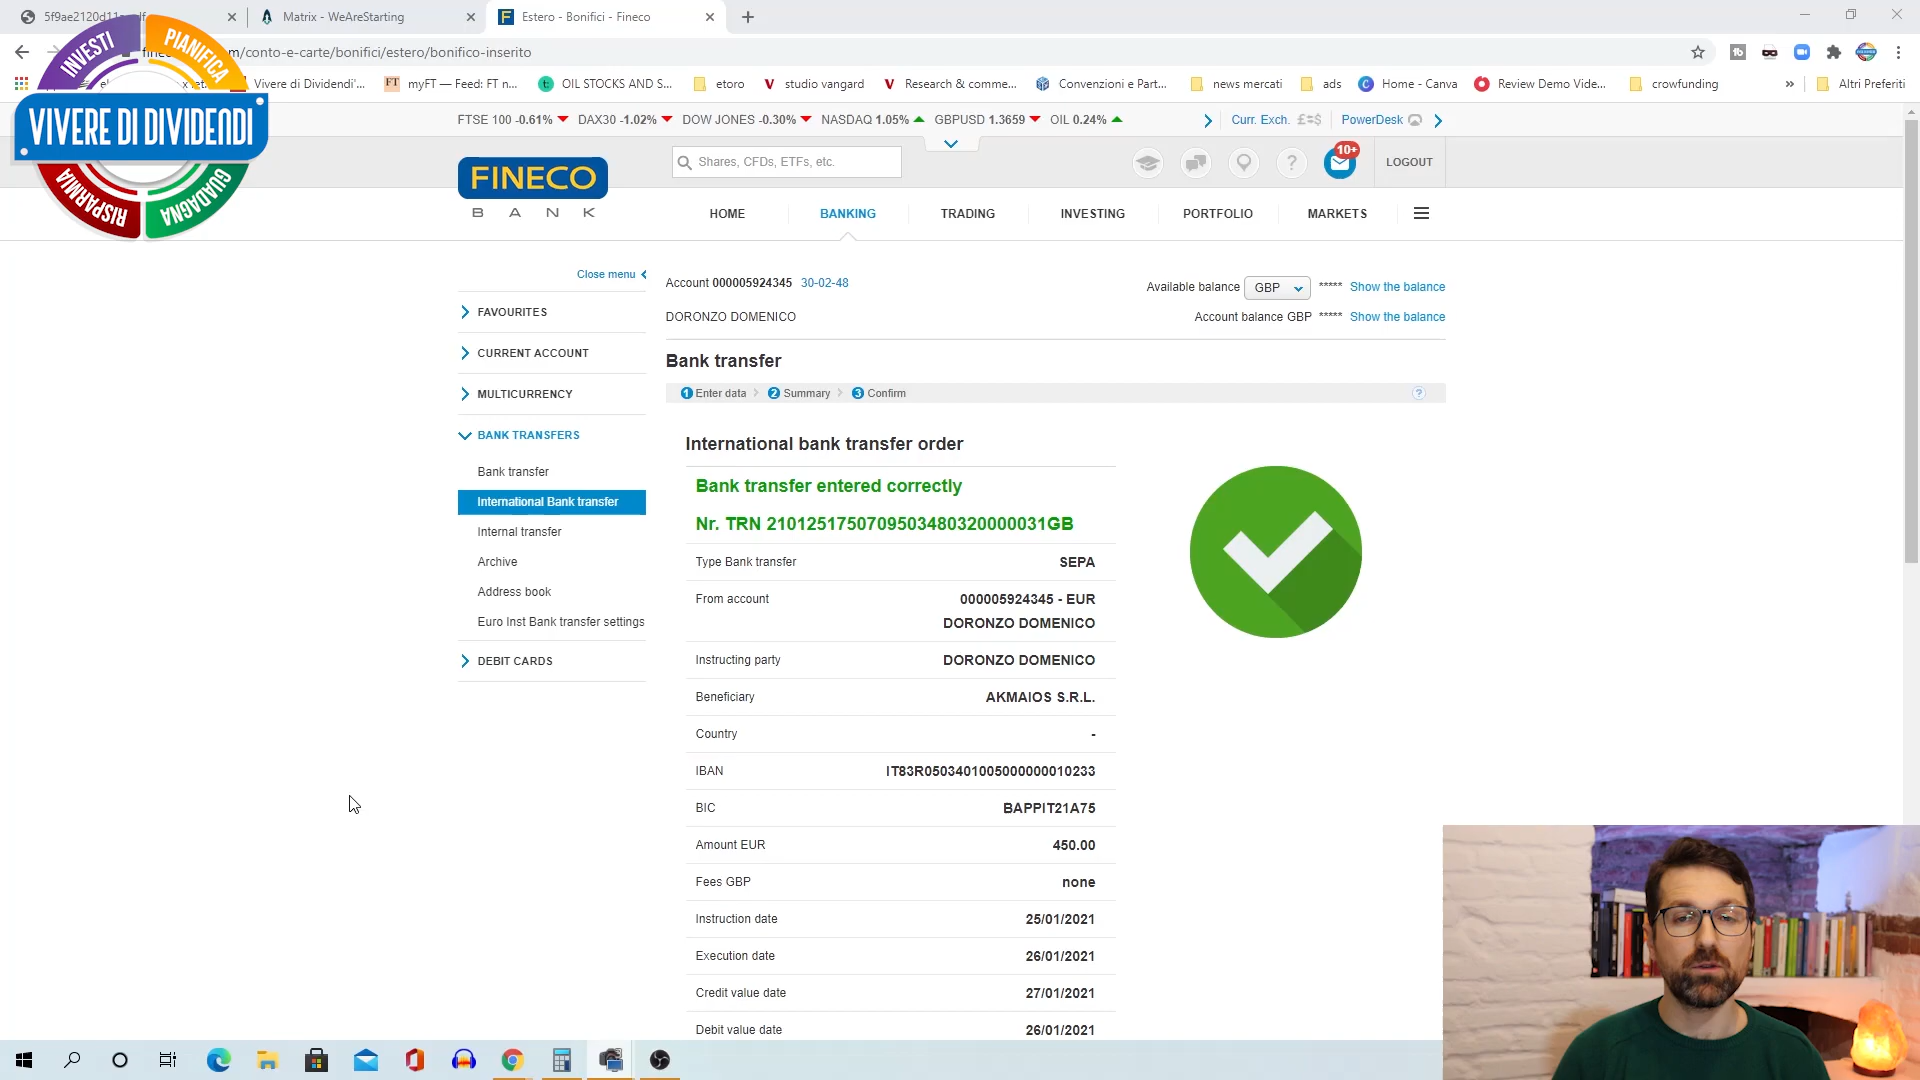 Matrix - WeAreStarting
Estero - Bonifici - Fineco
m/conto-e-carte/bonifici/estero/bonifico-inserito
Vivere di Dividendi'...
FT myFT — Feed: FT n...
OIL STOCKS AND S...
etoro
studio vangard
Research & comme...
Convenzioni e Part...
news mercati
ads
Home - Canva
Review Demo Vide...
crowfunding
»
Altri Preferiti
INVESTI
PIANIFICA
VIVERE DI DIVIDENDI
RISPARMIA
GUADAGNA
FTSE 100 -0.61% DAX30 -1.02% DOW JONES -0.30% NASDAQ 1.05% GBPUSD 1.3659 OIL 0.24%
Curr. Exch. £=$ PowerDesk
FINECO
BANK
Shares, CFDs, ETFs, etc.
?
10+
LOGOUT
HOME
BANKING
TRADING
INVESTING
PORTFOLIO
MARKETS
Close menu
FAVOURITES
CURRENT ACCOUNT
MULTICURRENCY
BANK TRANSFERS
Bank transfer
International Bank transfer
Internal transfer
Archive
Address book
Euro Inst Bank transfer settings
DEBIT CARDS
Account 000005924345 30-02-48
Available balance GBP ***** Show the balance
DORONZO DOMENICO
Account balance GBP ***** Show the balance
Bank transfer
1 Enter data 2 Summary 3 Confirm ?
International bank transfer order
Bank transfer entered correctly
Nr. TRN 2101251750709503480320000031GB
Type Bank transfer SEPA
From account 000005924345 - EUR
DORONZO DOMENICO
Instructing party DORONZO DOMENICO
Beneficiary AKMAIOS S.R.L.
Country -
IBAN IT83R0503401005000000010233
BIC BAPPIT21A75
Amount EUR 450.00
Fees GBP none
Instruction date 25/01/2021
Execution date 26/01/2021
Credit value date 27/01/2021
Debit value date 26/01/2021